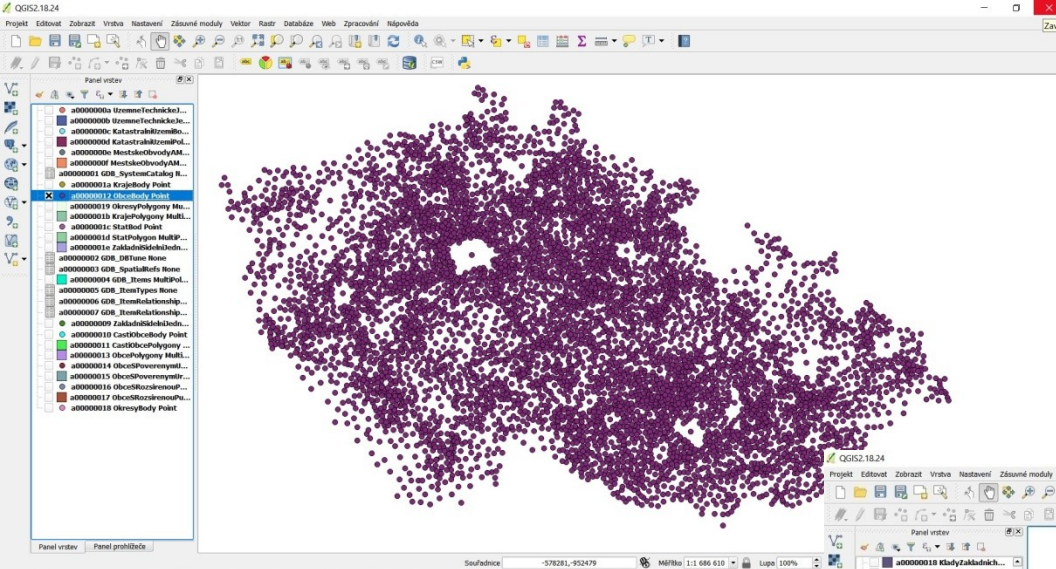 QGIS2.18.24
Projekt Editovat Zobrazit Vrstva Nastavení Zásuvné moduly Vektor Rastr Databáze Web Zpracování Nápověda
Zav
Panel vrstev
a0000000a UzemneTechnickeJ...
a0000000b UzemneTechnickeJe...
a0000000c KatastralniUzemiBo...
a0000000d KatastralniUzemiPol...
a0000000e MestskeObvodyAM...
a0000000f MestskeObvodyAM...
a00000001 GDB_SystemCatalog N...
a0000001a KrajeBody Point
a00000012 ObceBody Point
a00000019 OkresyPolygony Mu...
a0000001b KrajePolygony Multi...
a0000001c StatBod Point
a0000001d StatPolygon MultiP...
a0000001e ZakladniSidelniJedn...
a00000002 GDB_DBTune None
a00000003 GDB_SpatialRefs None
a00000004 GDB_Items MultiPol...
a00000005 GDB_ItemTypes None
a00000006 GDB_ItemRelationship...
a00000007 GDB_ItemRelationship...
a00000009 ZakladniSidelniJedn...
a00000010 CastiObceBody Point
a00000011 CastiObcePolygony ...
a00000013 ObcePolygony Multi...
a00000014 ObceSPoverenymU...
a00000015 ObceSPoverenymUr...
a00000016 ObceSRozsirenouP...
a00000017 ObceSRozsirenouPu...
a00000018 OkresyBody Point
Panel vrstev Panel prohlížeče
Souřadnice -578281,-952479 Měřítko 1:1 686 610 Lupa 100%
QGIS2.18.24
Projekt Editovat Zobrazit Vrstva Nastavení Zásuvné moduly
Panel vrstev
a00000018 KladyZakladnich...